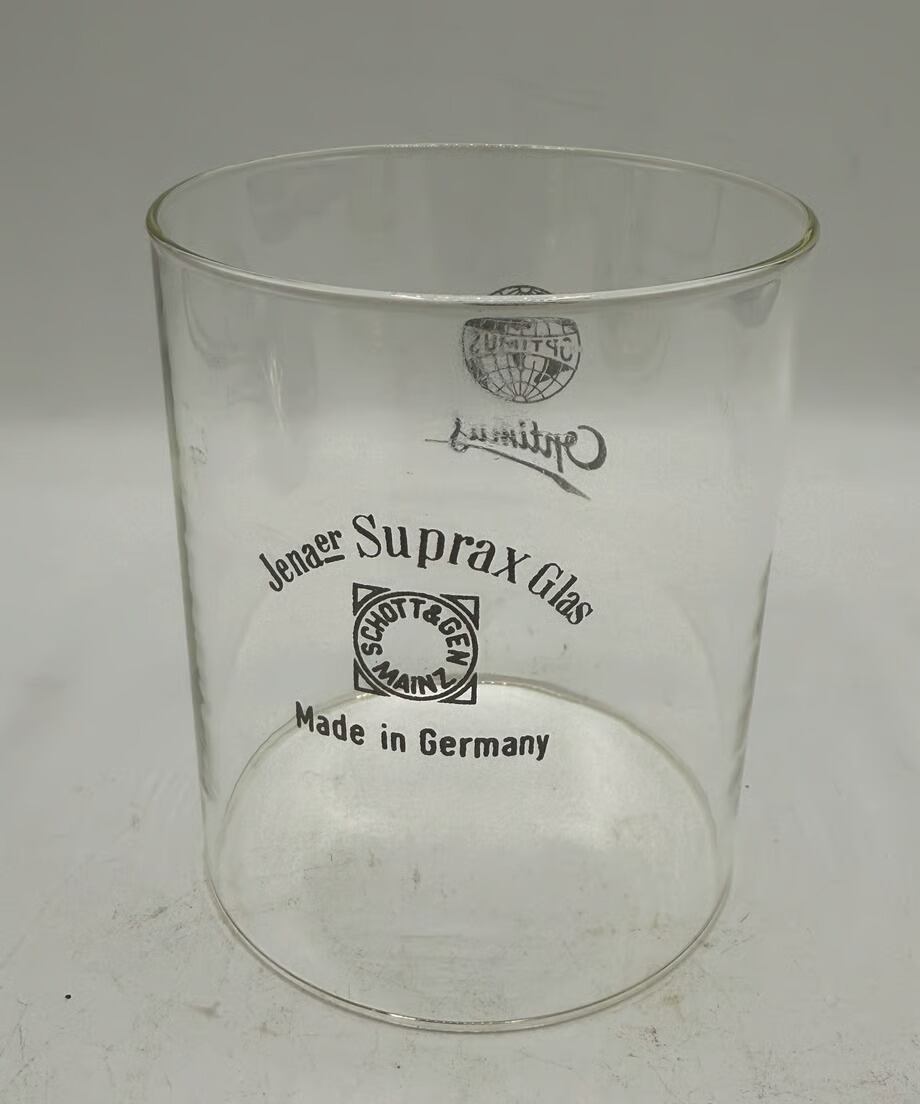 OPTIMUS
Optimus
Jenaer Suprax Glas
SCHOTT & GEN
MAINZ
Made in Germany